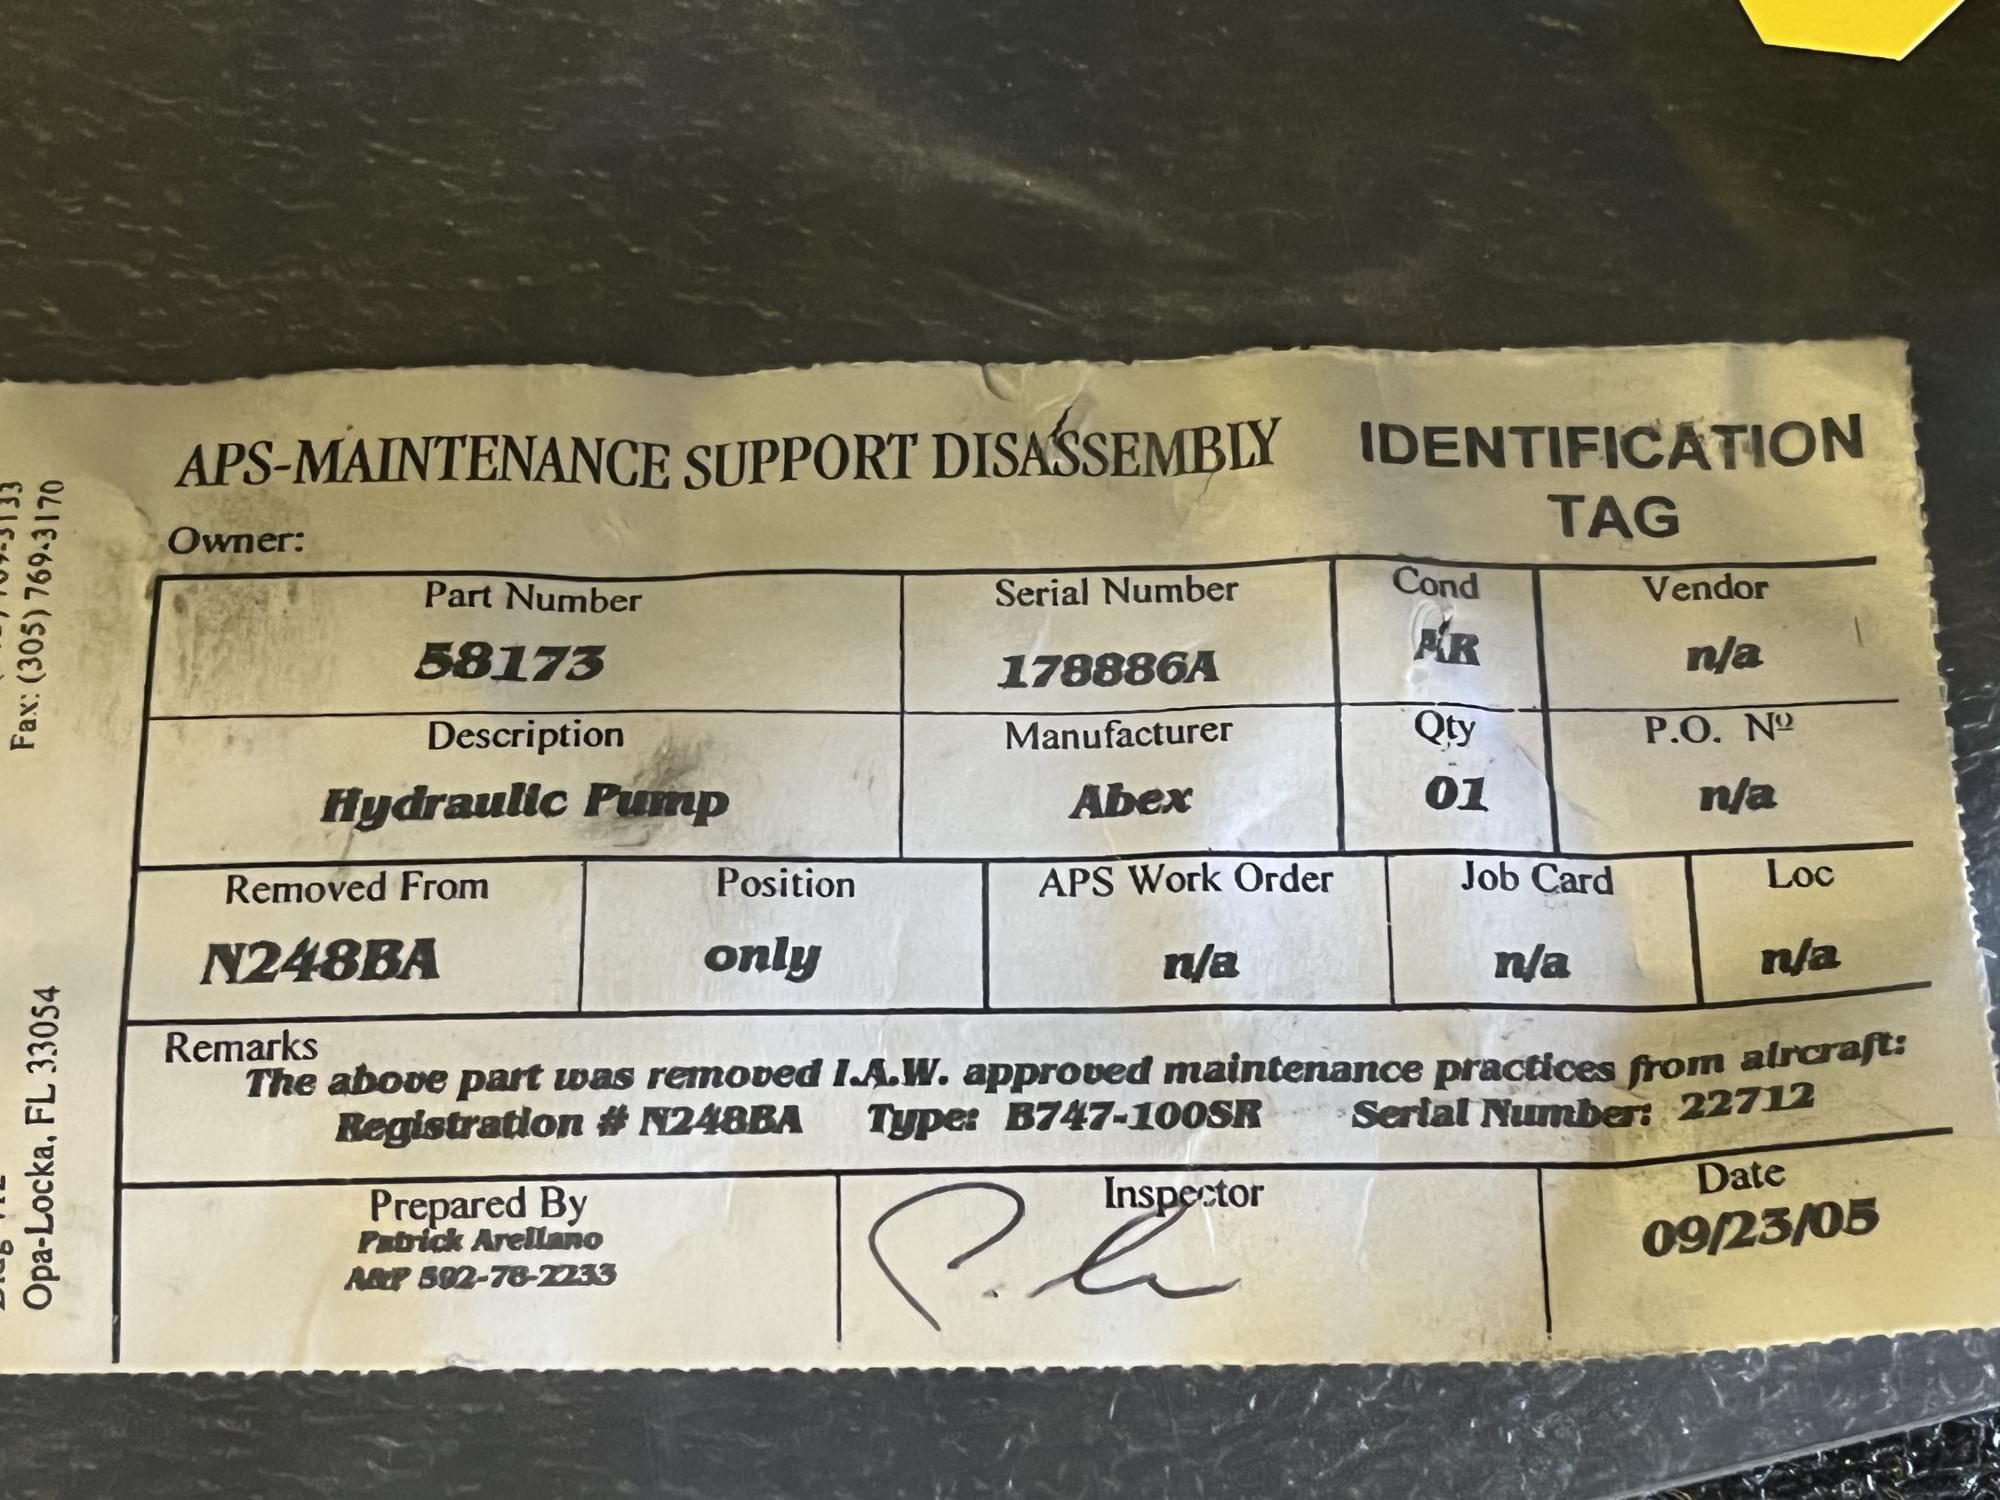 APS-MAINTENANCE SUPPORT DISASSEMBLY
IDENTIFICATION
TAG
Owner:
Part Number
58173
Serial Number
178886A
Cond
AR
Vendor
n/a
Description
Hydraulic Pump
Manufacturer
Abex
Qty
01
P.O. Nº
n/a
Removed From
N248BA
Position
only
APS Work Order
n/a
Job Card
n/a
Loc
n/a
Remarks
The above part was removed I.A.W. approved maintenance practices from aircraft:
Registration # N248BA Type: B747-100SR Serial Number: 22712
Prepared By
Patrick Arellano
A&P 592-78-2233
Inspector
Date
09/23/05
Fax: (305) 769-3170
Opa-Locka, FL 33054